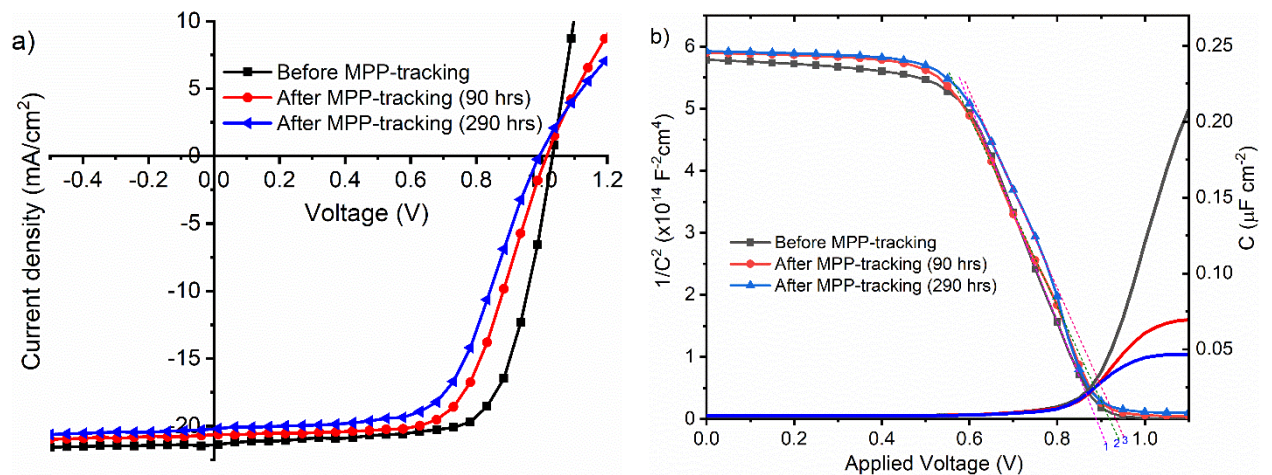 a)
10
5
0
-5
-10
-15
-20
-0.4 -0.2 0.0 0.2 0.4 0.6 0.8 1.0 1.2
Current density (mA/cm²)
Voltage (V)
Before MPP-tracking
After MPP-tracking (90 hrs)
After MPP-tracking (290 hrs)
b)
6
5
4
3
2
1
0
0.0 0.2 0.4 0.6 0.8 1.0
1/C² (x10¹⁴ F⁻²cm⁴)
Applied Voltage (V)
Before MPP-tracking
After MPP-tracking (90 hrs)
After MPP-tracking (290 hrs)
1 2 3
0.25
0.20
0.15
0.10
0.05
C (µF cm⁻²)